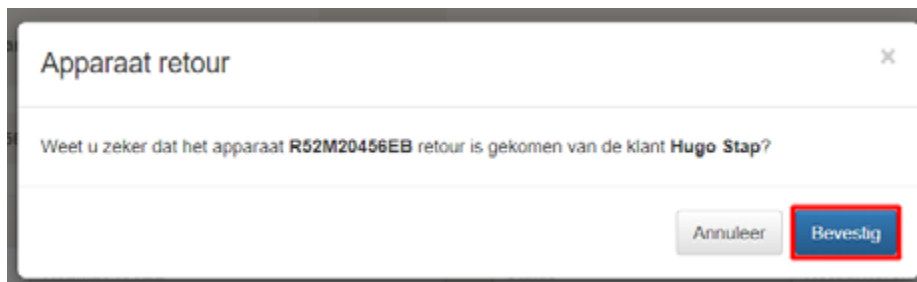 Apparaat retour
×
Weet u zeker dat het apparaat R52M20456EB retour is gekomen van de klant Hugo Stap?
Annuleer
Bevestig